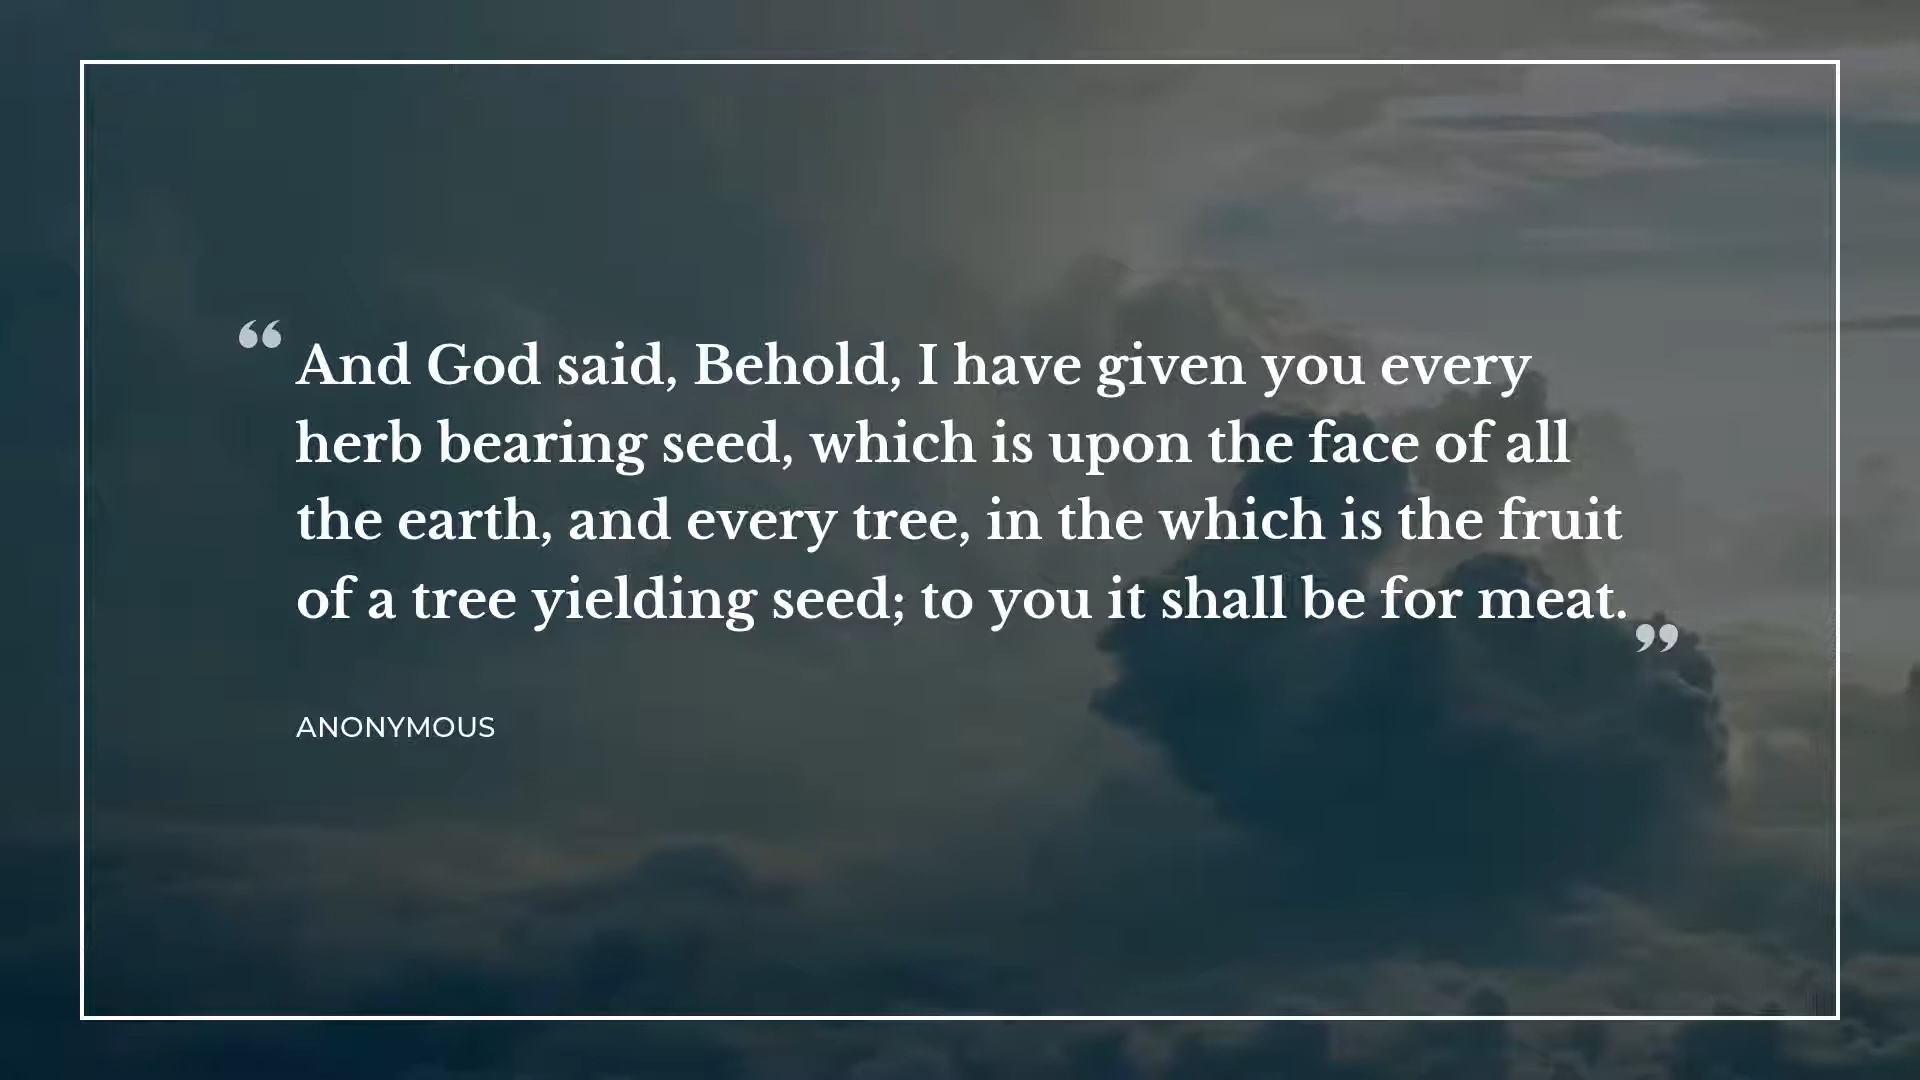 “And God said, Behold, I have given you every
herb bearing seed, which is upon the face of all
the earth, and every tree, in the which is the fruit
of a tree yielding seed; to you it shall be for meat.”
ANONYMOUS